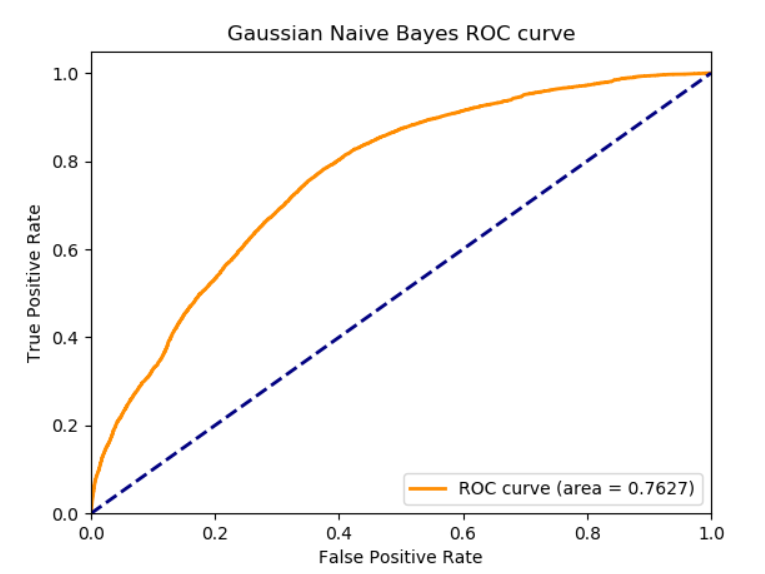 Gaussian Naive Bayes ROC curve
True Positive Rate
1.0
0.8
0.6
0.4
0.2
0.0
ROC curve (area = 0.7627)
0.0 0.2 0.4 0.6 0.8 1.0
False Positive Rate